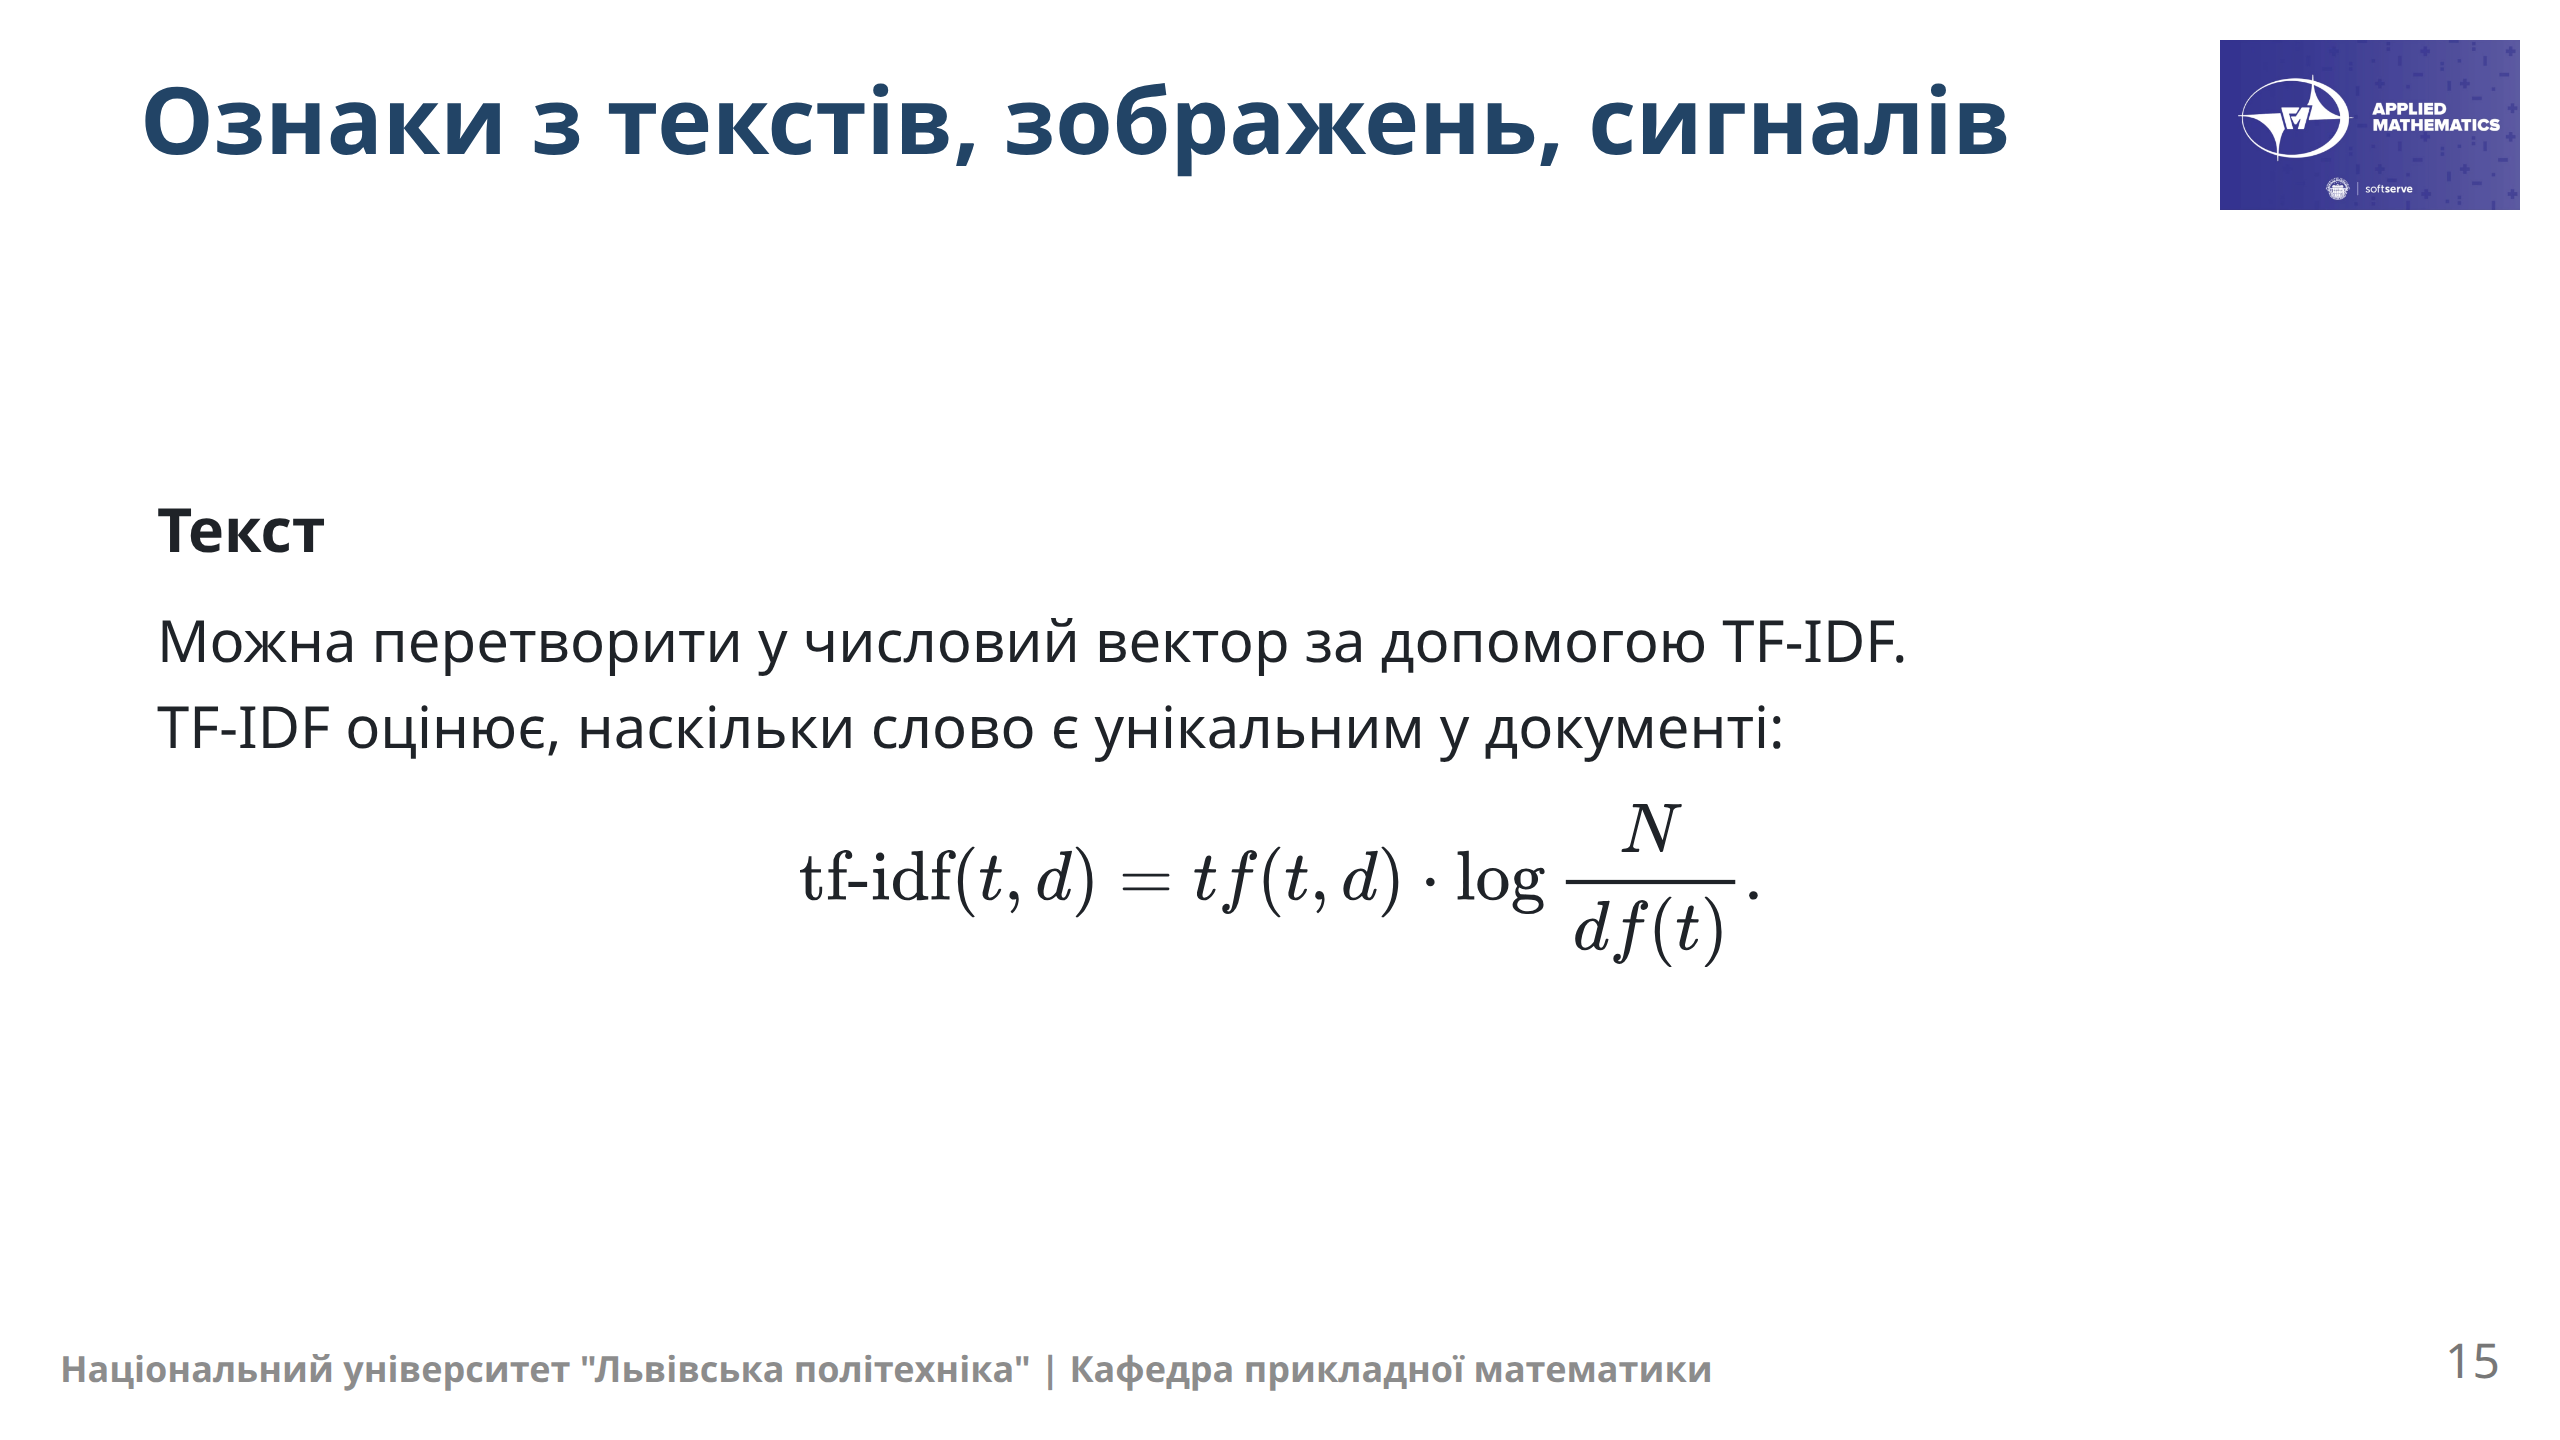 Ознаки з текстів, зображень, сигналів
APPLIED
MATHEMATICS
softserve
Текст
Можна перетворити у числовий вектор за допомогою TF-IDF.
TF-IDF оцінює, наскільки слово є унікальним у документі:
tf-idf(t, d) = tf(t, d) · log N / df(t) .
Національний університет "Львівська політехніка" | Кафедра прикладної математики
15